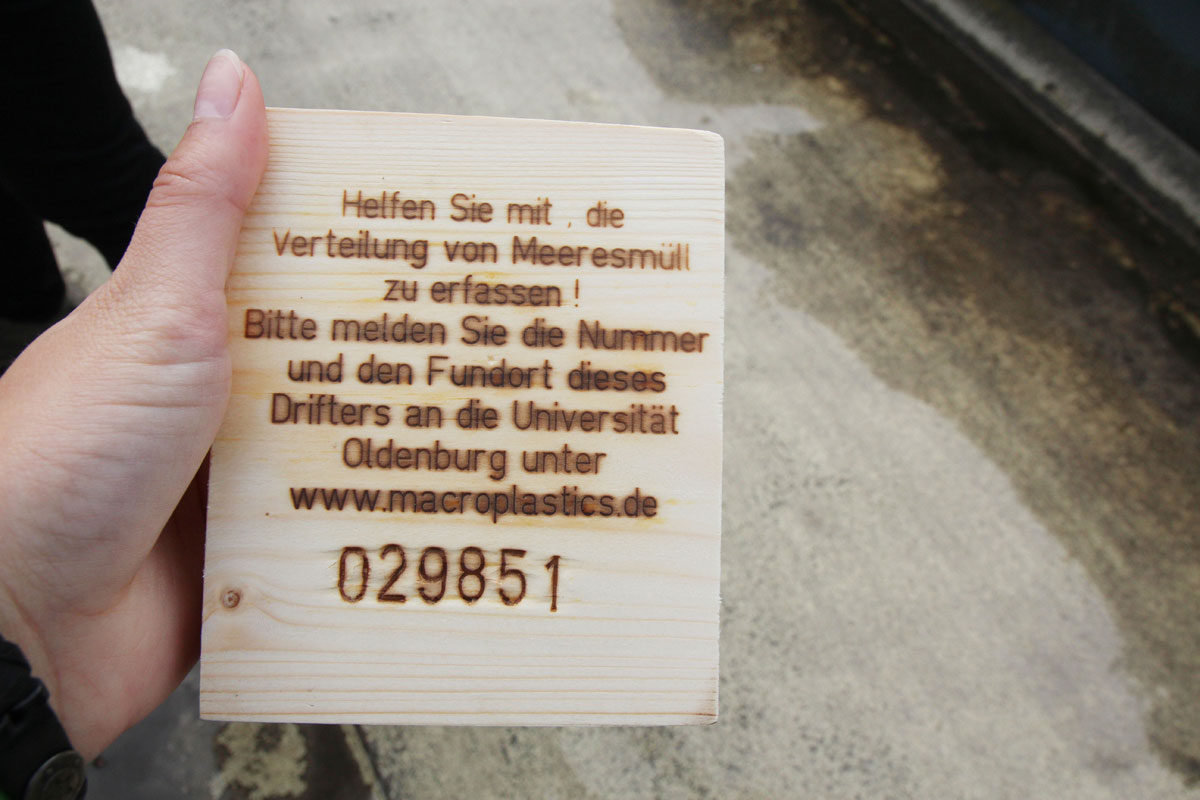 Helfen Sie mit , die
Verteilung von Meeresmüll
zu erfassen !
Bitte melden Sie die Nummer
und den Fundort dieses
Drifters an die Universität
Oldenburg unter
www.macroplastics.de
029851